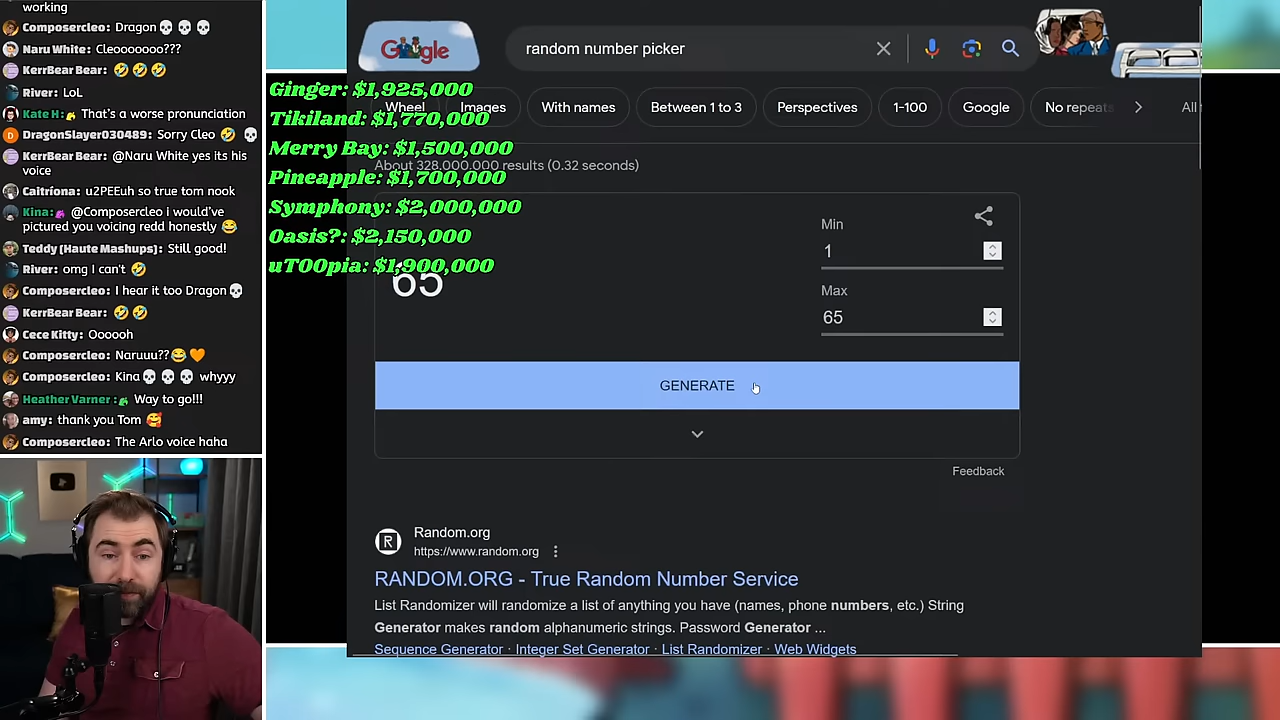 working
Composercleo: Dragon💀💀💀
Naru White: Cleooooooo???
KerrBear Bear: 🤣🤣🤣
River: LoL
Kate H: That's a worse pronunciation
DragonSlayer030489: Sorry Cleo 🤣💀
KerrBear Bear: @Naru White yes its his
voice
Caitríona: u2PEEuh so true tom nook
Kina: @Composercleo I would've
pictured you voicing redd honestly 😂
Teddy (Haute Mashups): Still good!
River: omg I can't 🤣
Composercleo: I hear it too Dragon💀
KerrBear Bear: 🤣🤣
Cece Kitty: Oooooh
Composercleo: Naruuu??😂🧡
Composercleo: Kina💀💀💀 whyyy
Heather Varner: Way to go!!!
amy: thank you Tom 🥰
Composercleo: The Arlo voice haha
Google
random number picker
Wheel
Images
With names
Between 1 to 3
Perspectives
1-100
Google
No repeats
All
About 328,000,000 results (0.32 seconds)
Ginger: $1,925,000
Tikiland: $1,770,000
Merry Bay: $1,500,000
Pineapple: $1,700,000
Symphony: $2,000,000
Oasis?: $2,150,000
uT00pia: $1,900,000
65
Min
1
Max
65
GENERATE
Feedback
R
Random.org
https://www.random.org
RANDOM.ORG - True Random Number Service
List Randomizer will randomize a list of anything you have (names, phone numbers, etc.) String
Generator makes random alphanumeric strings. Password Generator ...
Sequence Generator · Integer Set Generator · List Randomizer · Web Widgets